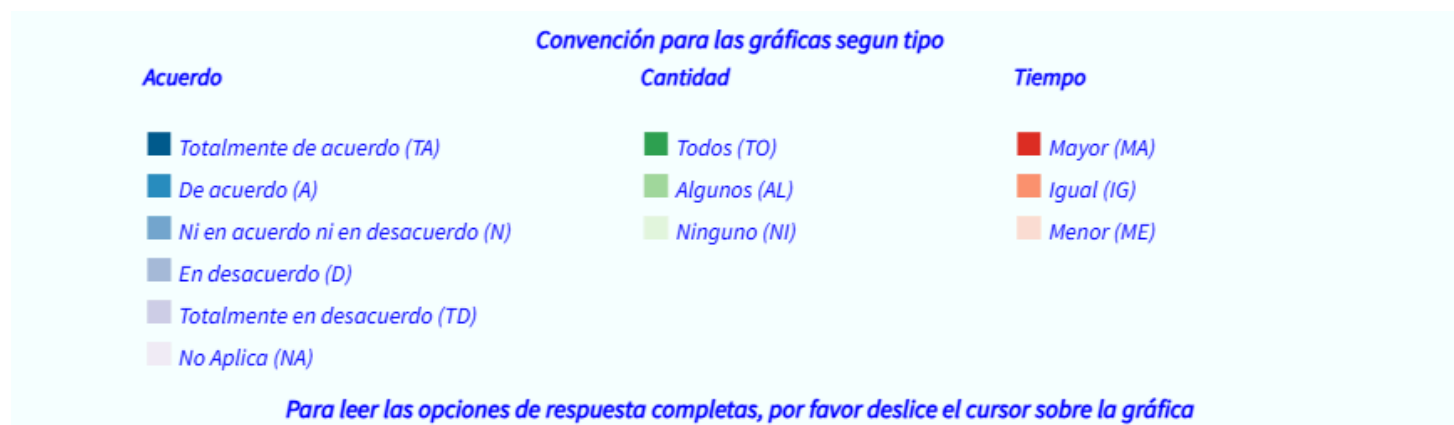 Convención para las gráficas segun tipo
Acuerdo
Cantidad
Tiempo
Totalmente de acuerdo (TA)
Todos (TO)
Mayor (MA)
De acuerdo (A)
Algunos (AL)
Igual (IG)
Ni en acuerdo ni en desacuerdo (N)
Ninguno (NI)
Menor (ME)
En desacuerdo (D)
Totalmente en desacuerdo (TD)
No Aplica (NA)
Para leer las opciones de respuesta completas, por favor deslice el cursor sobre la gráfica